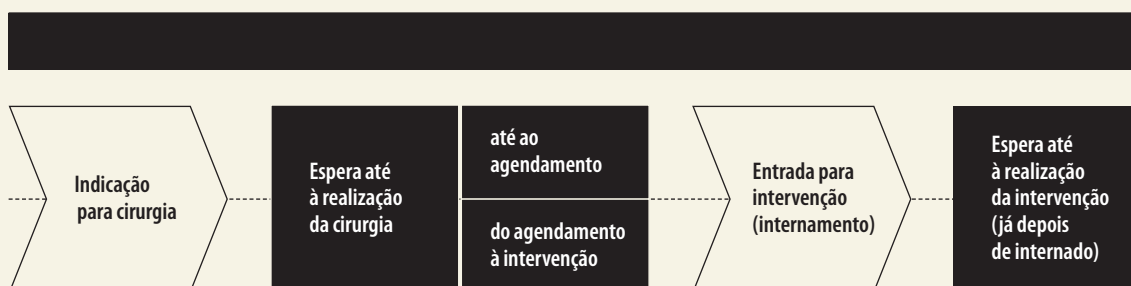 Indicação
para cirurgia
Espera até
à realização
da cirurgia
até ao
agendamento
do agendamento
à intervenção
Entrada para
intervenção
(internamento)
Espera até
à realização
da intervenção
(já depois
de internado)